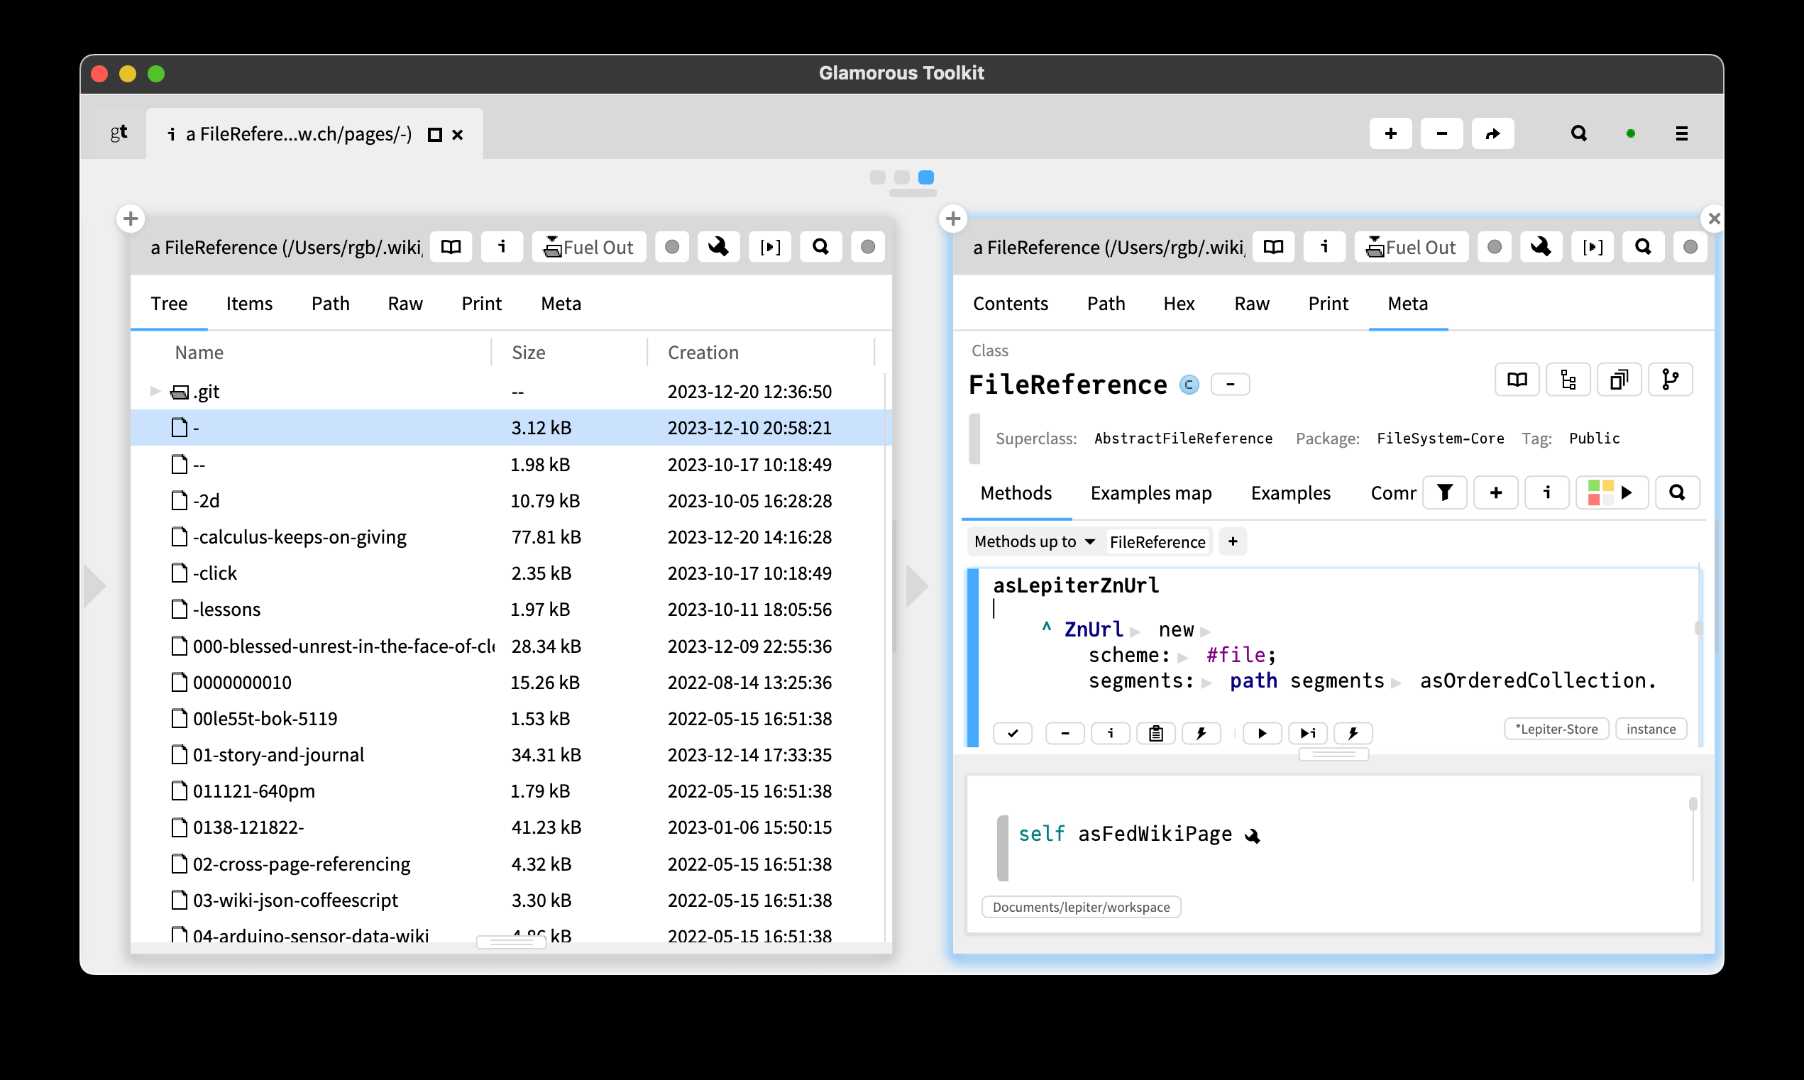 Glamorous Toolkit
gt
i a FileRefere...w.ch/pages/-)
a FileReference (/Users/rgb/.wiki, i Fuel Out
Tree Items Path Raw Print Meta
Name Size Creation
.git -- 2023-12-20 12:36:50
- 3.12 kB 2023-12-10 20:58:21
-- 1.98 kB 2023-10-17 10:18:49
-2d 10.79 kB 2023-10-05 16:28:28
-calculus-keeps-on-giving 77.81 kB 2023-12-20 14:16:28
-click 2.35 kB 2023-10-17 10:18:49
-lessons 1.97 kB 2023-10-11 18:05:56
000-blessed-unrest-in-the-face-of-cl 28.34 kB 2023-12-09 22:55:36
0000000010 15.26 kB 2022-08-14 13:25:36
00le55t-bok-5119 1.53 kB 2022-05-15 16:51:38
01-story-and-journal 34.31 kB 2023-12-14 17:33:35
011121-640pm 1.79 kB 2022-05-15 16:51:38
0138-121822- 41.23 kB 2023-01-06 15:50:15
02-cross-page-referencing 4.32 kB 2022-05-15 16:51:38
03-wiki-json-coffeescript 3.30 kB 2022-05-15 16:51:38
04-arduino-sensor-data-wiki 4.86 kB 2022-05-15 16:51:38
a FileReference (/Users/rgb/.wiki, i Fuel Out
Contents Path Hex Raw Print Meta
Class
FileReference C -
Superclass: AbstractFileReference Package: FileSystem-Core Tag: Public
Methods Examples map Examples Comr + i
Methods up to FileReference +
asLepiterZnUrl
^ ZnUrl new
scheme: #file;
segments: path segments asOrderedCollection.
*Lepiter-Store instance
self asFedWikiPage
Documents/lepiter/workspace